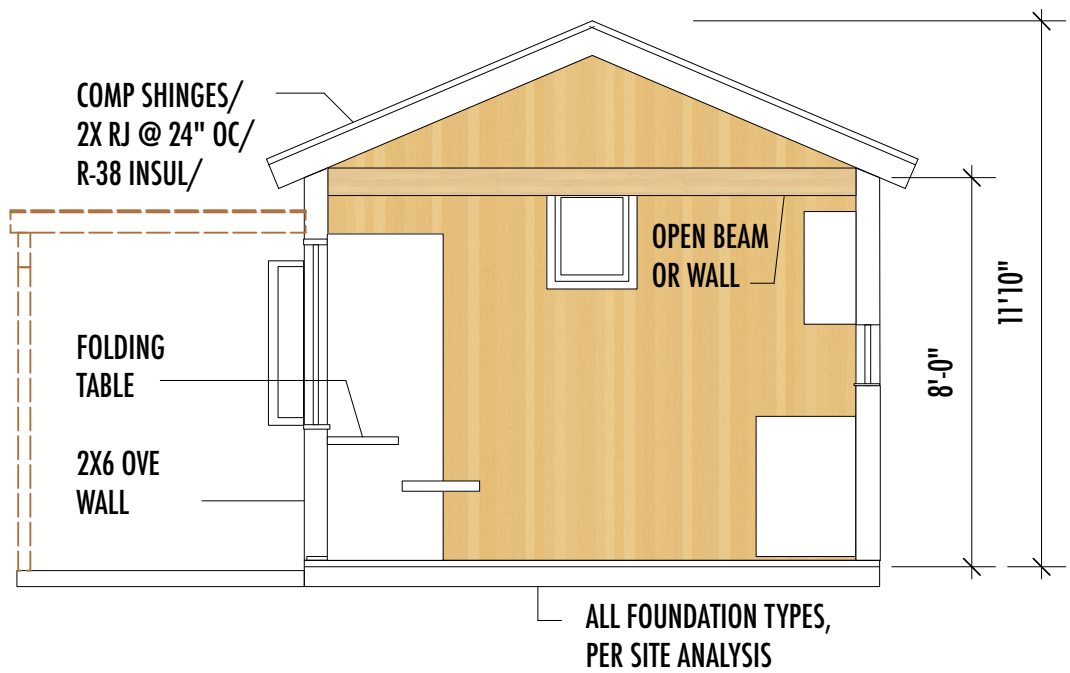 COMP SHINGES/
2X RJ @ 24" OC/
R-38 INSUL/
OPEN BEAM
OR WALL
11'10"
8'-0"
FOLDING
TABLE
2X6 OVE
WALL
ALL FOUNDATION TYPES,
PER SITE ANALYSIS